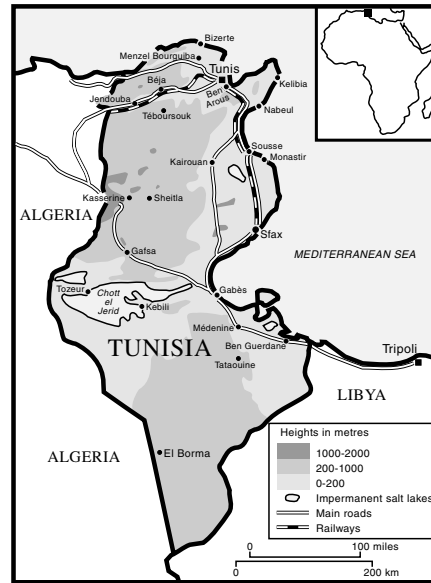 Bizerte
Menzel Bourguiba
Tunis
Kelibia
Béja
Ben
Arous
Jendouba
Nabeul
Téboursouk
Sousse
Kairouan
Monastir
Kasserine
Sbeitla
ALGERIA
Sfax
Gafsa
MEDITERRANEAN SEA
Tozeur
Chott
el
Jerid
Gabès
Kebili
Médenine
TUNISIA
Ben Guerdane
Tripoli
Tataouine
LIBYA
ALGERIA
El Borma
Heights in metres
1000-2000
200-1000
0-200
Impermanent salt lakes
Main roads
Railways
0 100 miles
0 200 km